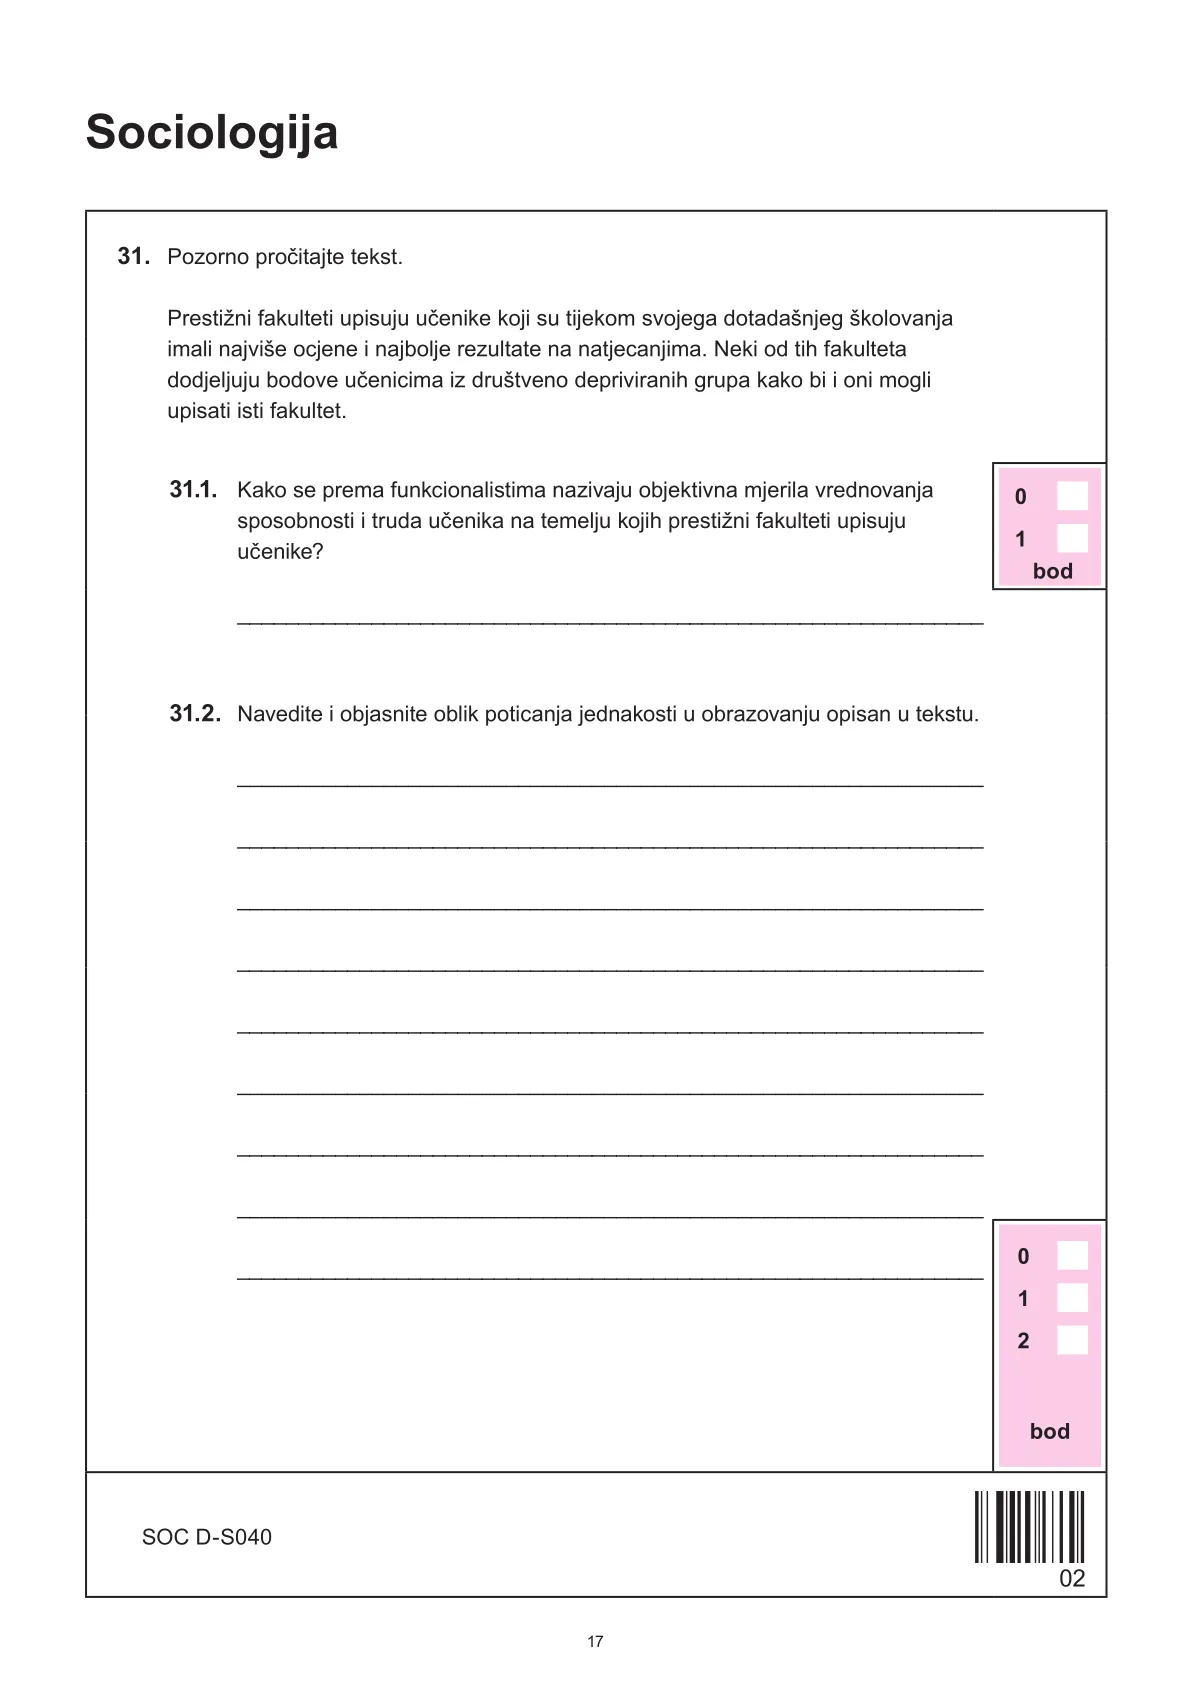 Sociologija
31. Pozorno pročitajte tekst.
Prestižni fakulteti upisuju učenike koji su tijekom svojega dotadašnjeg školovanja
imali najviše ocjene i najbolje rezultate na natjecanjima. Neki od tih fakulteta
dodjeljuju bodove učenicima iz društveno depriviranih grupa kako bi i oni mogli
upisati isti fakultet.
31.1. Kako se prema funkcionalistima nazivaju objektivna mjerila vrednovanja
sposobnosti i truda učenika na temelju kojih prestižni fakulteti upisuju
učenike?
0
1
bod
31.2. Navedite i objasnite oblik poticanja jednakosti u obrazovanju opisan u tekstu.
0
1
2
bod
SOC D-S040
02
17